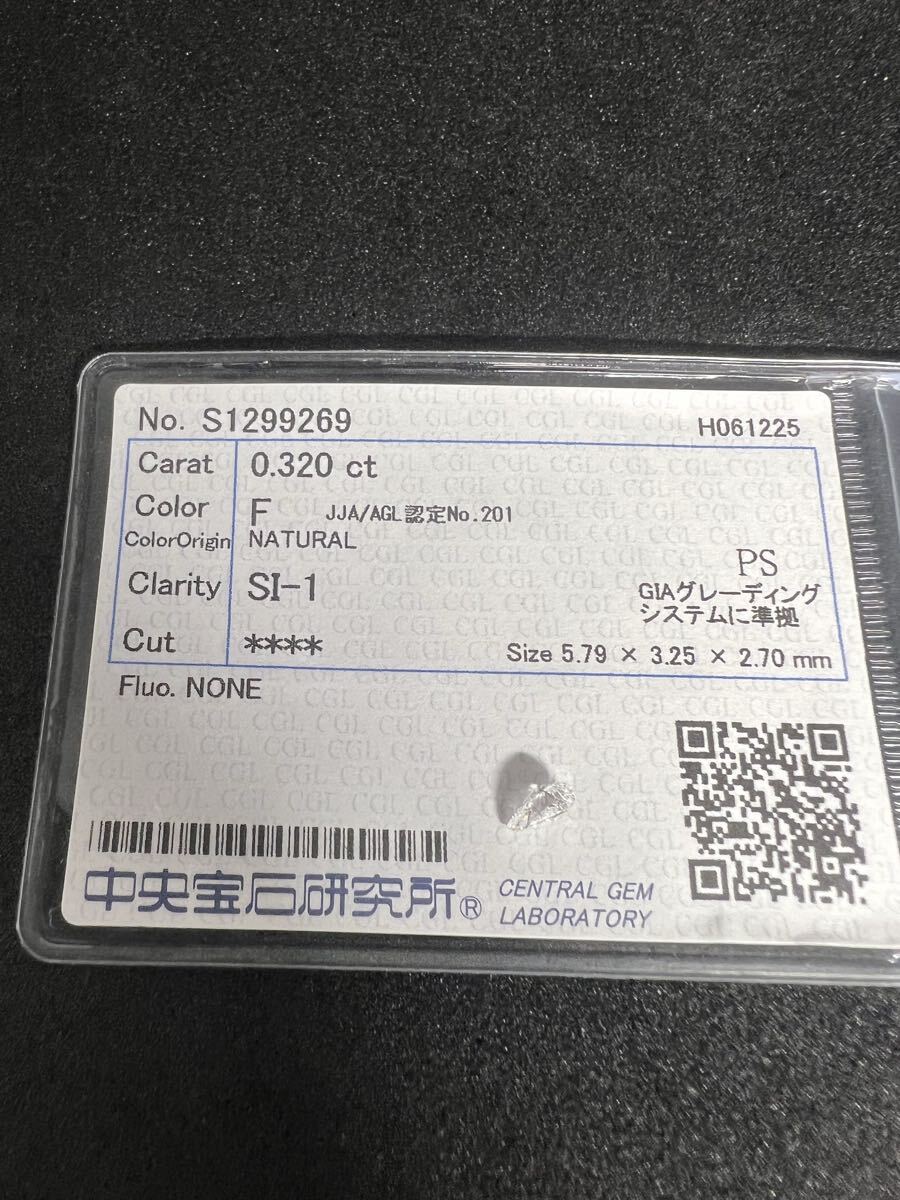 No. S1299269 H061225
Carat 0.320 ct
Color F JJA/AGL認定No.201
ColorOrigin NATURAL
PS
Clarity SI-1 GIAグレーディング
システムに準拠
Cut ****
Size 5.79 × 3.25 × 2.70 mm
Fluo. NONE
中央宝石研究所® CENTRAL GEM
LABORATORY